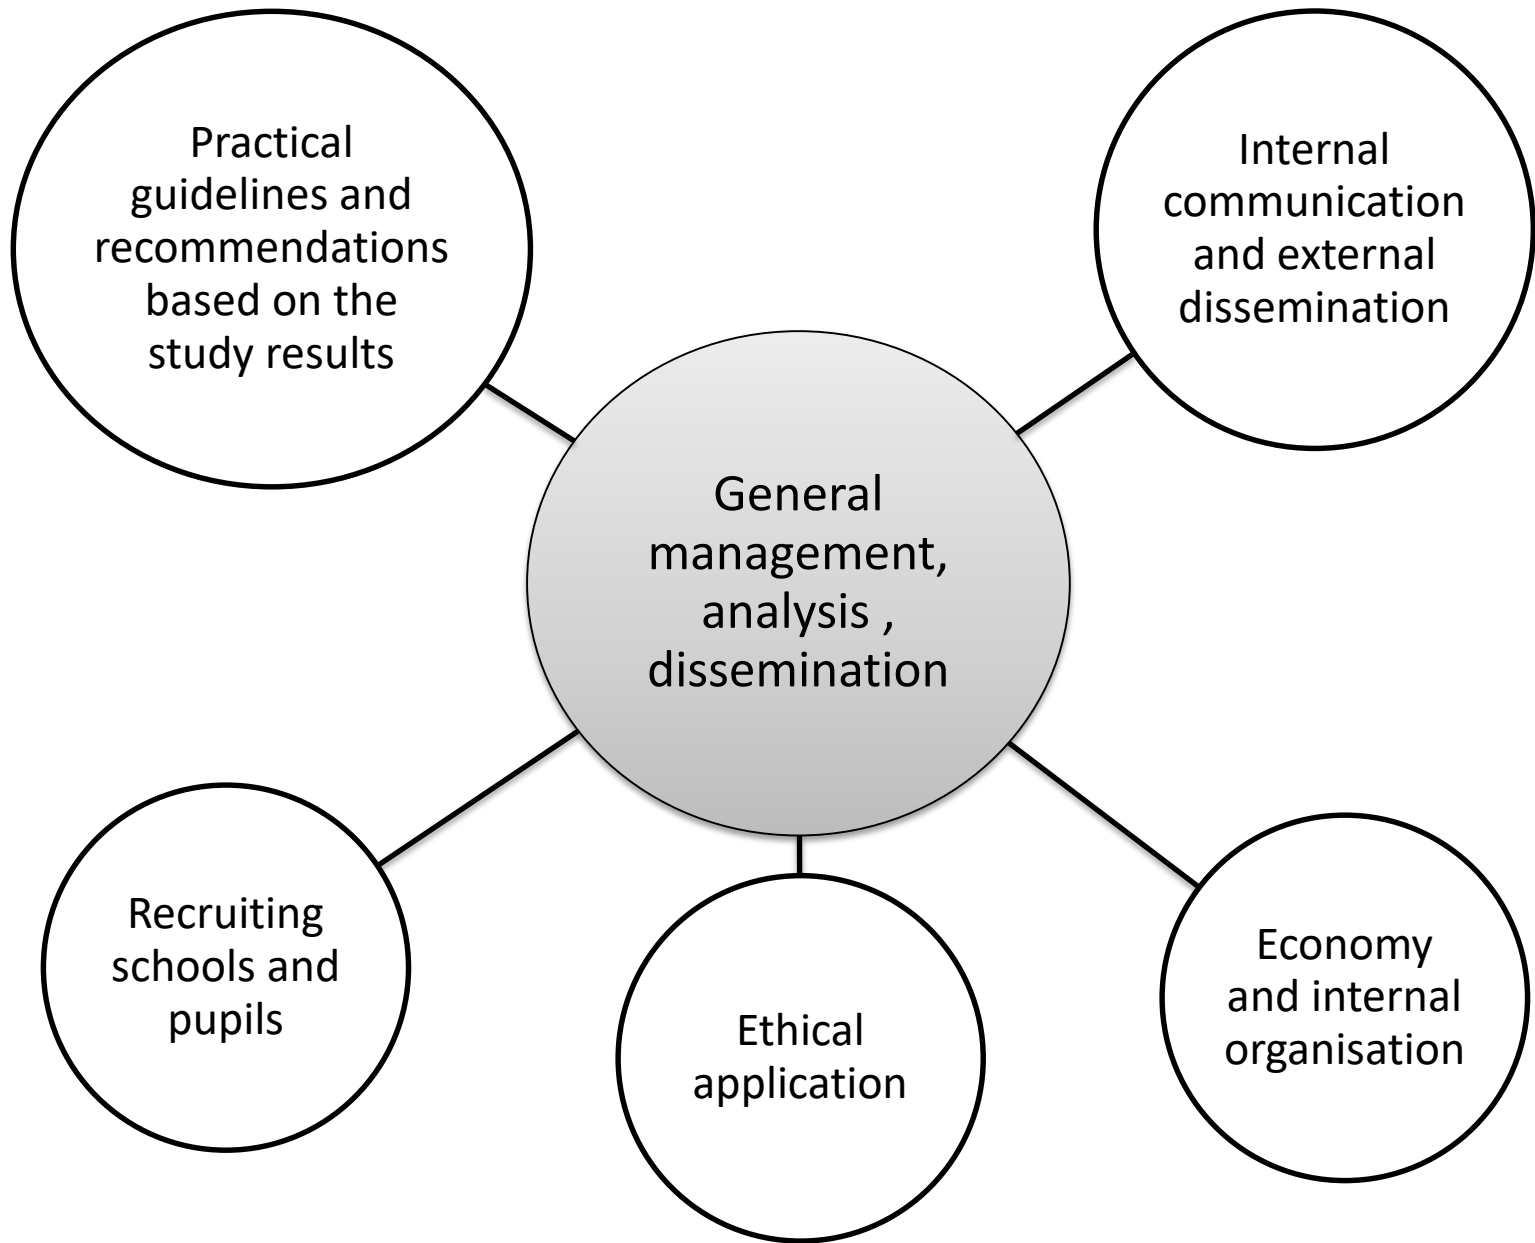 Practical
guidelines and
recommendations
based on the
study results
Internal
communication
and external
dissemination
General
management,
analysis ,
dissemination
Recruiting
schools and
pupils
Ethical
application
Economy
and internal
organisation